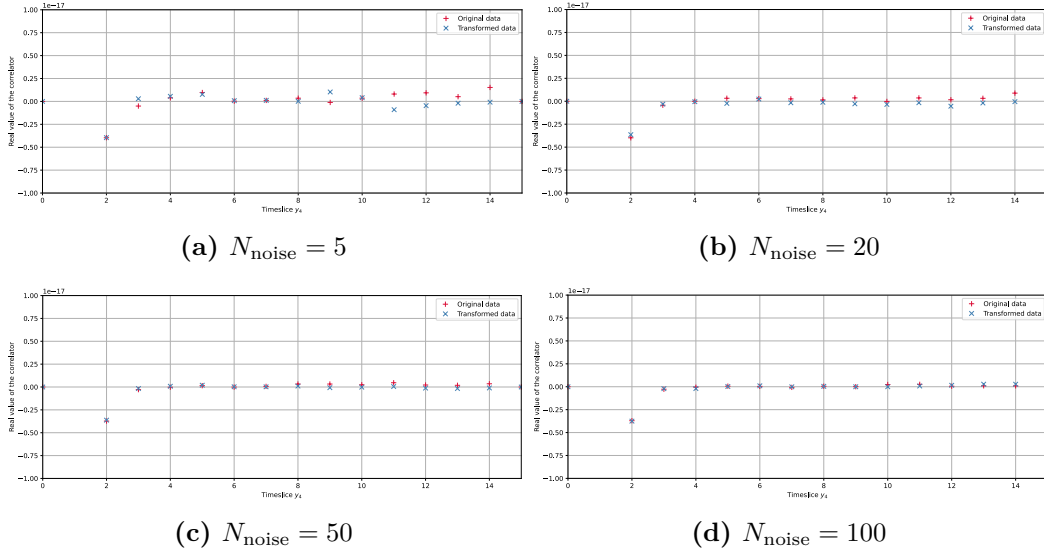 1e−17
1.00
0.75
0.50
0.25
0.00
−0.25
−0.50
−0.75
−1.00
0 2 4 6 8 10 12 14
Real value of the correlator
Timeslice y₄
Original data
Transformed data
(a) N_noise = 5
1e−17
1.00
0.75
0.50
0.25
0.00
−0.25
−0.50
−0.75
−1.00
0 2 4 6 8 10 12 14
Real value of the correlator
Timeslice y₄
Original data
Transformed data
(b) N_noise = 20
1e−17
1.00
0.75
0.50
0.25
0.00
−0.25
−0.50
−0.75
−1.00
0 2 4 6 8 10 12 14
Real value of the correlator
Timeslice y₄
Original data
Transformed data
(c) N_noise = 50
1e−17
1.00
0.75
0.50
0.25
0.00
−0.25
−0.50
−0.75
−1.00
0 2 4 6 8 10 12 14
Real value of the correlator
Timeslice y₄
Original data
Transformed data
(d) N_noise = 100